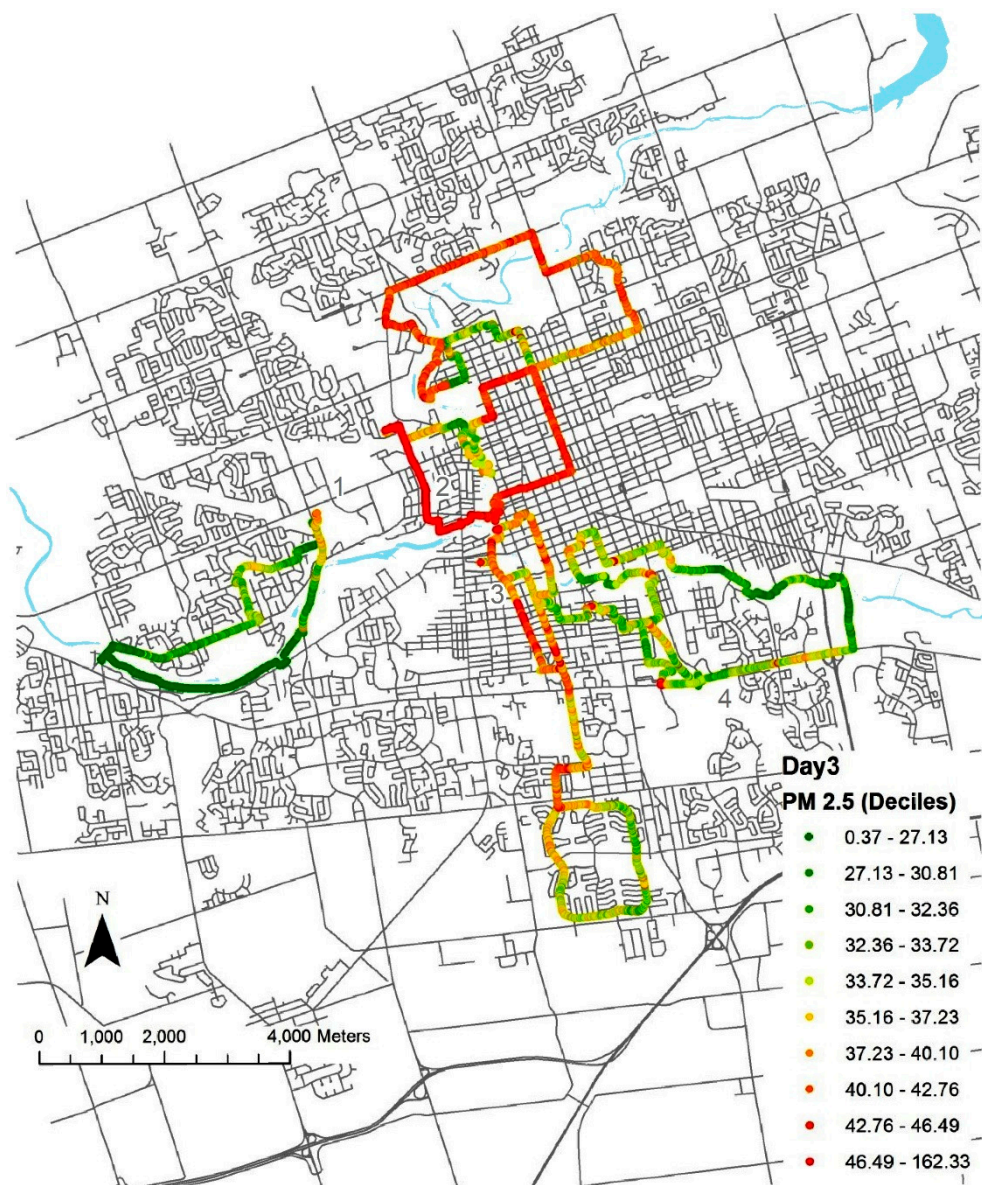 1
2
3
4
Day3
PM 2.5 (Deciles)
0.37 - 27.13
27.13 - 30.81
30.81 - 32.36
32.36 - 33.72
33.72 - 35.16
35.16 - 37.23
37.23 - 40.10
40.10 - 42.76
42.76 - 46.49
46.49 - 162.33
N
0 1,000 2,000 4,000 Meters